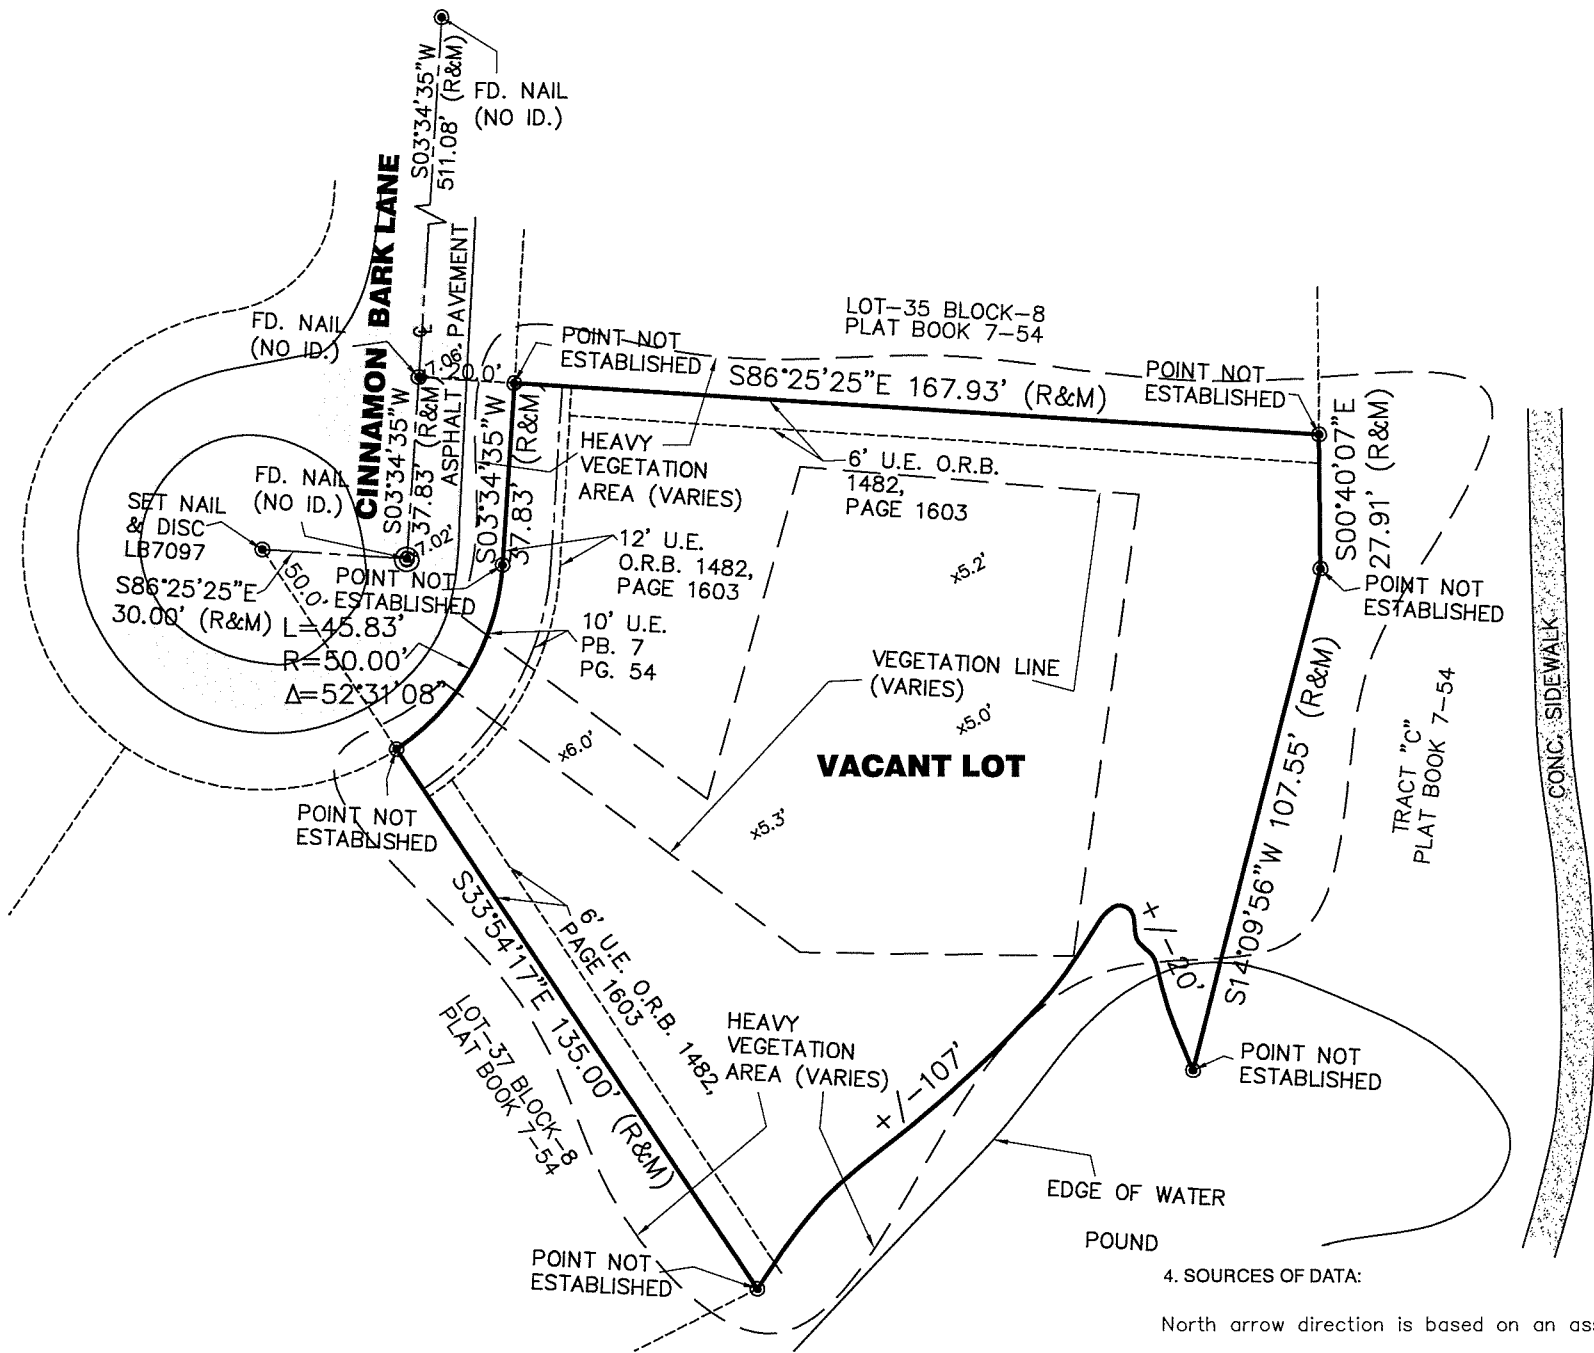 S03°34'35"W
511.08' (R&M)
FD. NAIL
(NO ID.)
CINNAMON BARK LANE
ASPHALT PAVEMENT
FD. NAIL
(NO ID.)
℄
7.06'
20.0'
POINT NOT
ESTABLISHED
LOT-35 BLOCK-8
PLAT BOOK 7-54
S86°25'25"E 167.93' (R&M)
POINT NOT
ESTABLISHED
S00°40'07"E
27.91' (R&M)
POINT NOT
ESTABLISHED
S03°34'35"W
37.83' (R&M)
S03°34'35"W
37.83' (R&M)
HEAVY
VEGETATION
AREA (VARIES)
6' U.E. O.R.B.
1482,
PAGE 1603
FD. NAIL
(NO ID.)
SET NAIL
& DISC
LB7097
7.02'
50.0'
S86°25'25"E
30.00' (R&M)
POINT NOT
ESTABLISHED
12' U.E.
O.R.B. 1482,
PAGE 1603
10' U.E.
PB. 7
PG. 54
L=45.83'
R=50.00'
Δ=52°31'08"
x5.2'
VEGETATION LINE
(VARIES)
x5.0'
x6.0'
x5.3'
VACANT LOT
S14°09'56"W 107.55' (R&M)
TRACT "C"
PLAT BOOK 7-54
CONC. SIDEWALK
POINT NOT
ESTABLISHED
S33°54'17"E 135.00' (R&M)
6' U.E. O.R.B. 1482,
PAGE 1603
LOT-37 BLOCK-8
PLAT BOOK 7-54
HEAVY
VEGETATION
AREA (VARIES)
+/-107'
+/-20'
POINT NOT
ESTABLISHED
EDGE OF WATER
POUND
POINT NOT
ESTABLISHED
4. SOURCES OF DATA:
North arrow direction is based on an as